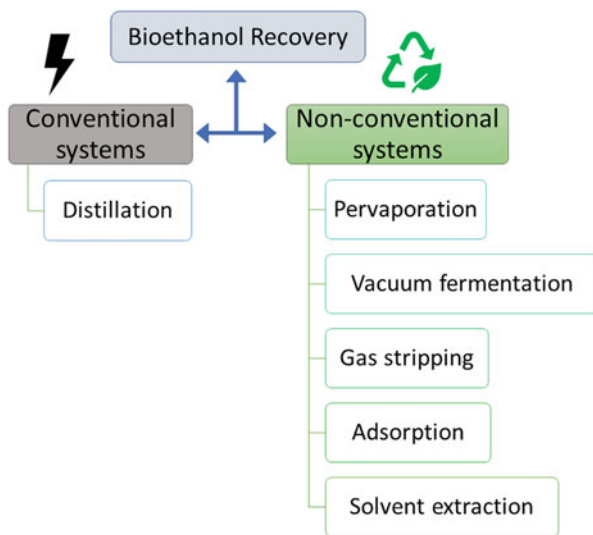 Bioethanol Recovery
Conventional
systems
Non-conventional
systems
Distillation
Pervaporation
Vacuum fermentation
Gas stripping
Adsorption
Solvent extraction